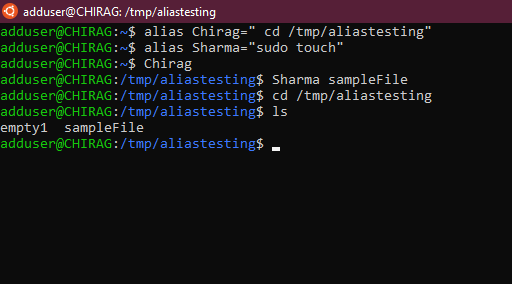 adduser@CHIRAG: /tmp/aliastesting
adduser@CHIRAG:~$ alias Chirag=" cd /tmp/aliastesting"
adduser@CHIRAG:~$ alias Sharma="sudo touch"
adduser@CHIRAG:~$ Chirag
adduser@CHIRAG:/tmp/aliastesting$ Sharma sampleFile
adduser@CHIRAG:/tmp/aliastesting$ cd /tmp/aliastesting
adduser@CHIRAG:/tmp/aliastesting$ ls
empty1  sampleFile
adduser@CHIRAG:/tmp/aliastesting$